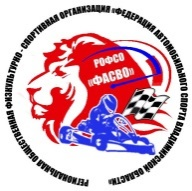 РЕГИОНАЛЬНАЯ ОБЩЕСТВЕННАЯ ФИЗКУЛЬТУРНО - СПОРТИВНАЯ ОРГАНИЗАЦИЯ «ФЕДЕРАЦИЯ АВТОМОБИЛЬНОГО СПОРТА ВЛАДИМИРСКОЙ ОБЛАСТИ»
РОФСО
«ФАСВО»